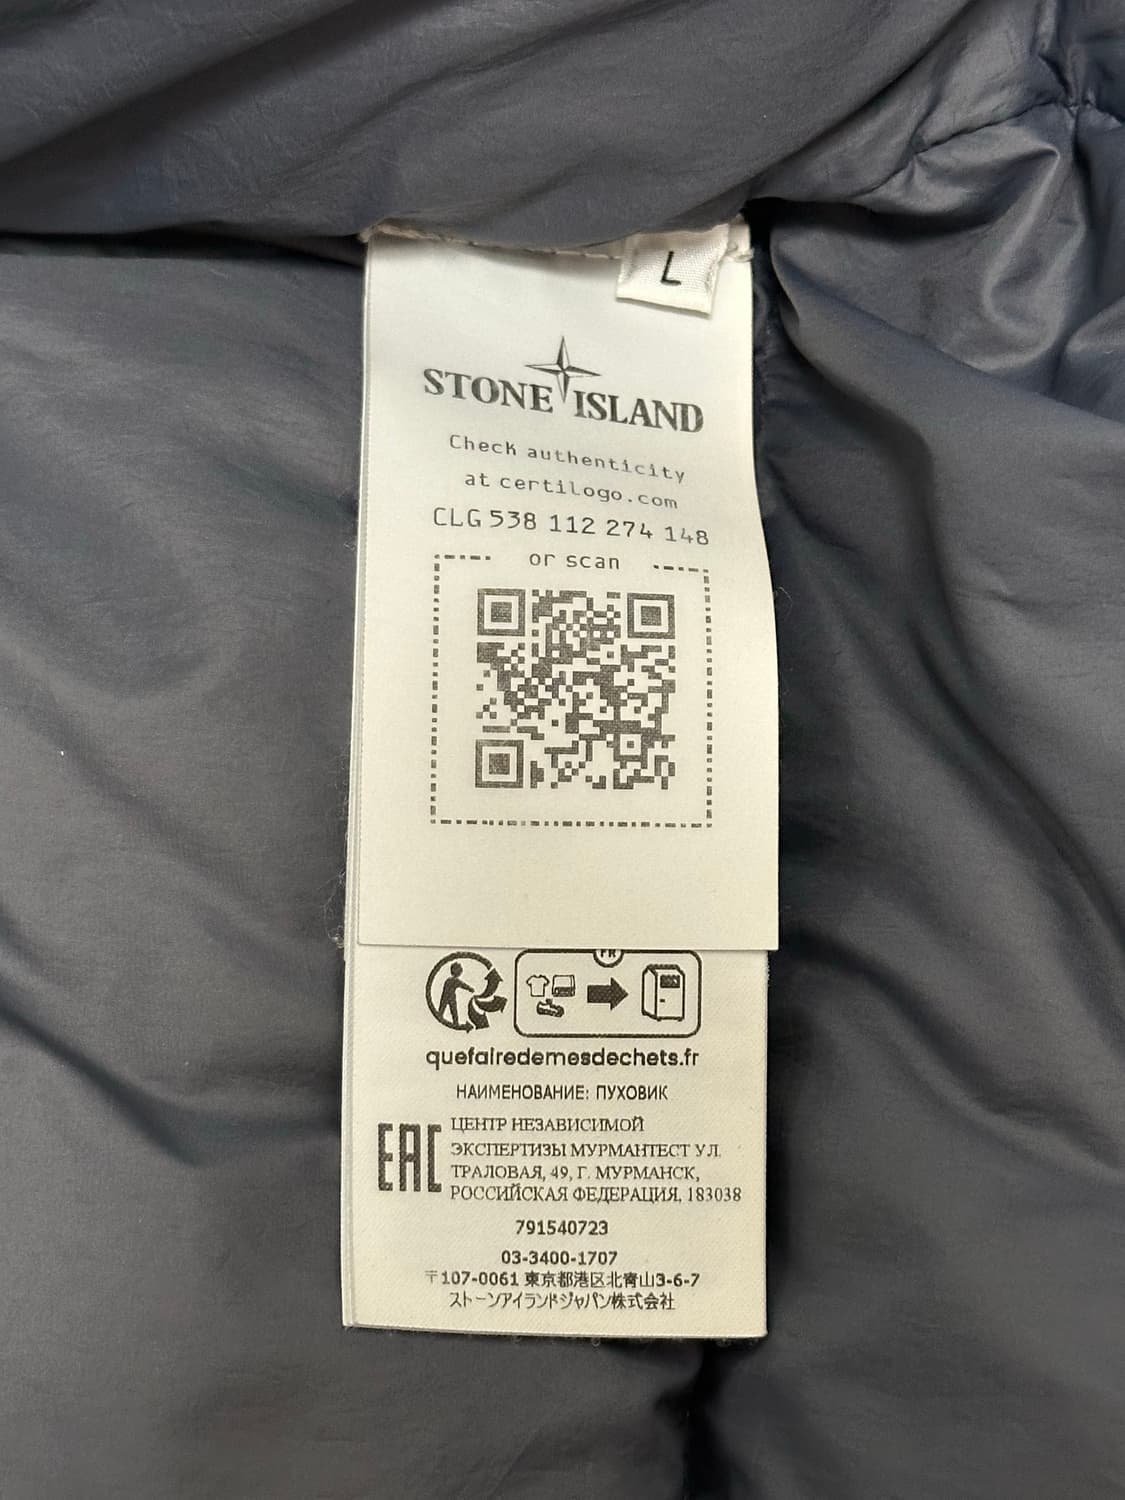 L
STONE ISLAND
Check authenticity
at certilogo.com
CLG 538 112 274 148
or scan
FR
quefairedemesdechets.fr
НАИМЕНОВАНИЕ: ПУХОВИК
EAC
ЦЕНТР НЕЗАВИСИМОЙ
ЭКСПЕРТИЗЫ МУРМАНТЕСТ УЛ.
ТРАЛОВАЯ, 49, Г. МУРМАНСК,
РОССИЙСКАЯ ФЕДЕРАЦИЯ, 183038
791540723
03-3400-1707
〒107-0061 東京都港区北青山3-6-7
ストーンアイランドジャパン株式会社